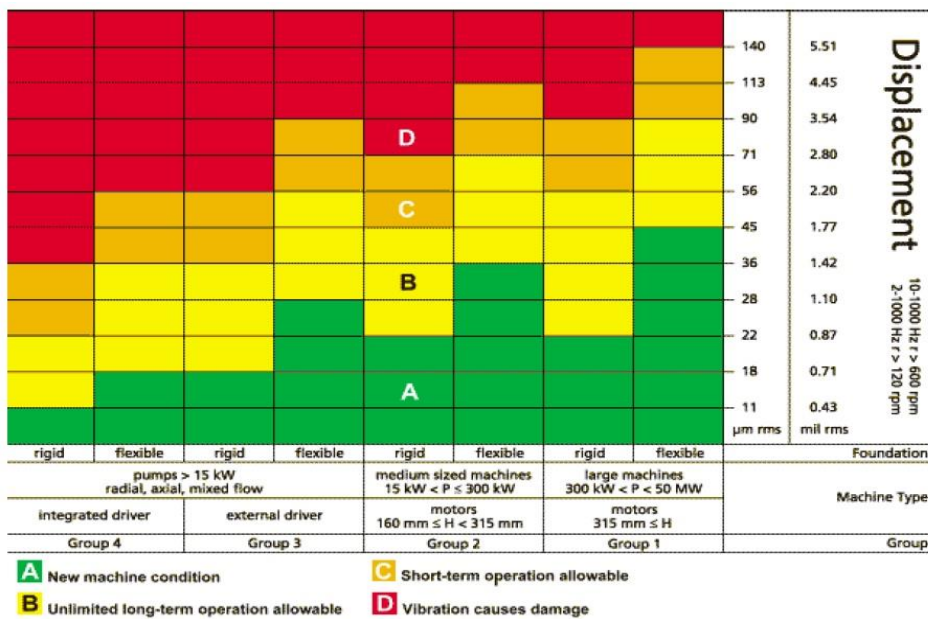 140 5.51
113 4.45
D 90 3.54
71 2.80
C 56 2.20
45 1.77
B 36 1.42
28 1.10
22 0.87
A 18 0.71
11 0.43
µm rms mil rms
Displacement
10-1000 Hz r > 600 rpm
2-1000 Hz r > 120 rpm
rigid flexible rigid flexible rigid flexible rigid flexible Foundation
pumps > 15 kW
radial, axial, mixed flow
medium sized machines
15 kW < P ≤ 300 kW
large machines
300 kW < P < 50 MW
Machine Type
integrated driver external driver
motors
160 mm ≤ H < 315 mm
motors
315 mm ≤ H
Group 4 Group 3 Group 2 Group 1 Group
A New machine condition
C Short-term operation allowable
B Unlimited long-term operation allowable
D Vibration causes damage